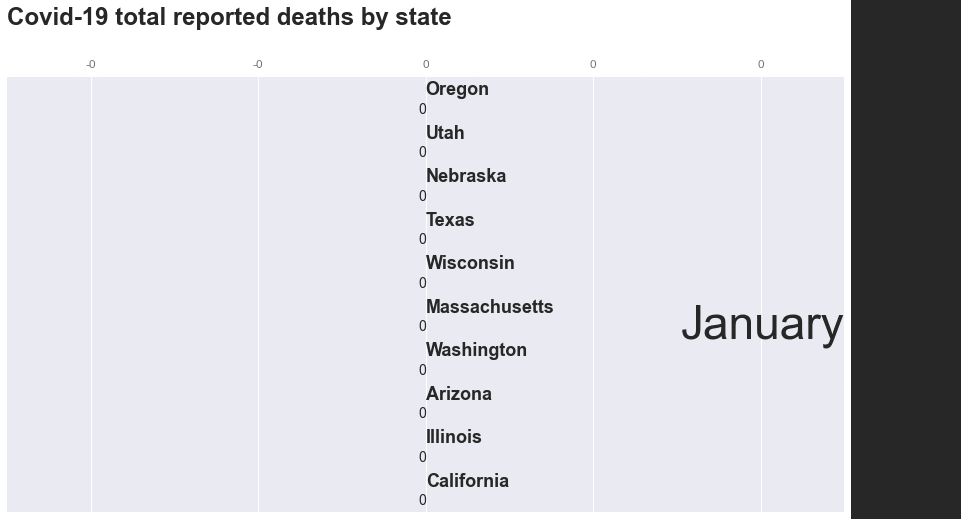 Covid-19 total reported deaths by state
-0 -0 0 0 0
Oregon
0
Utah
0
Nebraska
0
Texas
0
Wisconsin
0
Massachusetts
January
0
Washington
0
Arizona
0
Illinois
0
California
0